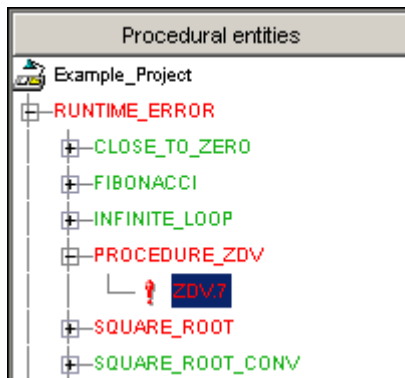 Procedural entities
Example_Project
RUNTIME_ERROR
CLOSE_TO_ZERO
FIBONACCI
INFINITE_LOOP
PROCEDURE_ZDV
ZDV.7
SQUARE_ROOT
SQUARE_ROOT_CONV